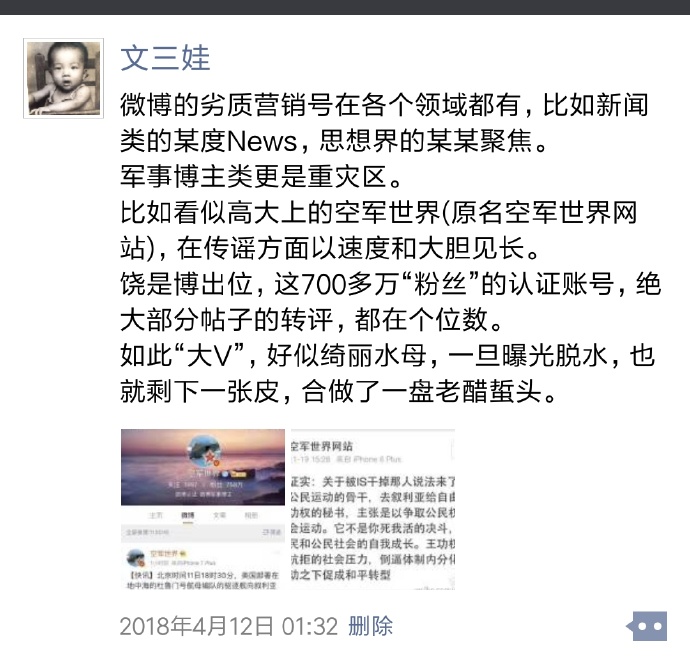 文三娃
微博的劣质营销号在各个领域都有，比如新闻
类的某度News，思想界的某某聚焦。
军事博主类更是重灾区。
比如看似高大上的空军世界(原名空军世界网
站)，在传谣方面以速度和大胆见长。
饶是博出位，这700多万“粉丝”的认证账号，绝
大部分帖子的转评，都在个位数。
如此“大V”，好似绮丽水母，一旦曝光脱水，也
就剩下一张皮，合做了一盘老醋蜇头。
空军世界
主页 微博 文章 相册
空军世界
【快讯】北京时间11日18时30分，美国部署在
地中海的杜鲁门号航母编队的驱逐舰向叙利亚
空军世界网站
1-19 15:28 来自 iPhone 6 Plus
证实：关于被IS干掉那人说法来了
公民运动的骨干，去叙利亚给自由
功权的秘书，主张是以争取公民权
会运动。它不是你死我活的决斗，
民和公民社会的自我成长。王功权
抗拒的社会压力，倒逼体制内分化
动之下促成和平转型
2018年4月12日 01:32 删除